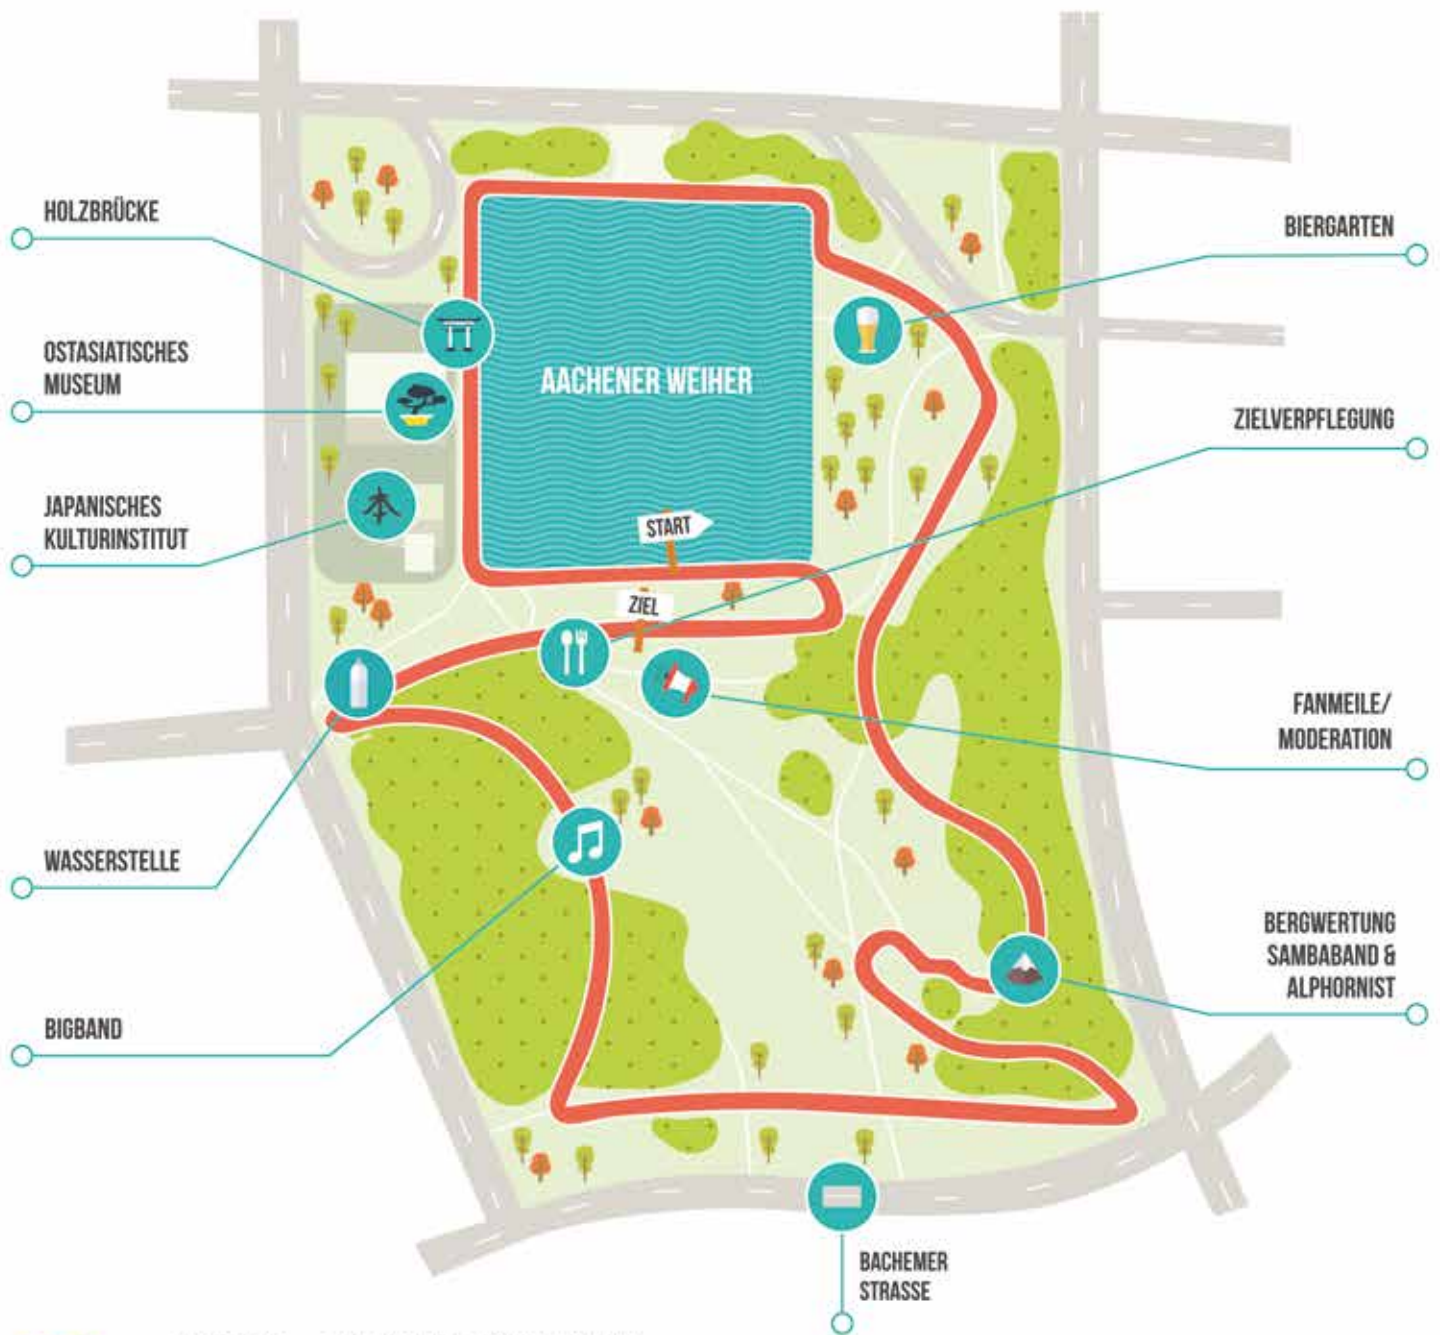 HOLZBRÜCKE
OSTASIATISCHES
MUSEUM
JAPANISCHES
KULTURINSTITUT
WASSERSTELLE
BIGBAND
AACHENER WEIHER
START
ZIEL
本
BIERGARTEN
ZIELVERPFLEGUNG
FANMEILE/
MODERATION
BERGWERTUNG
SAMBABAND &
ALPHORNIST
BACHEMER
STRASSE